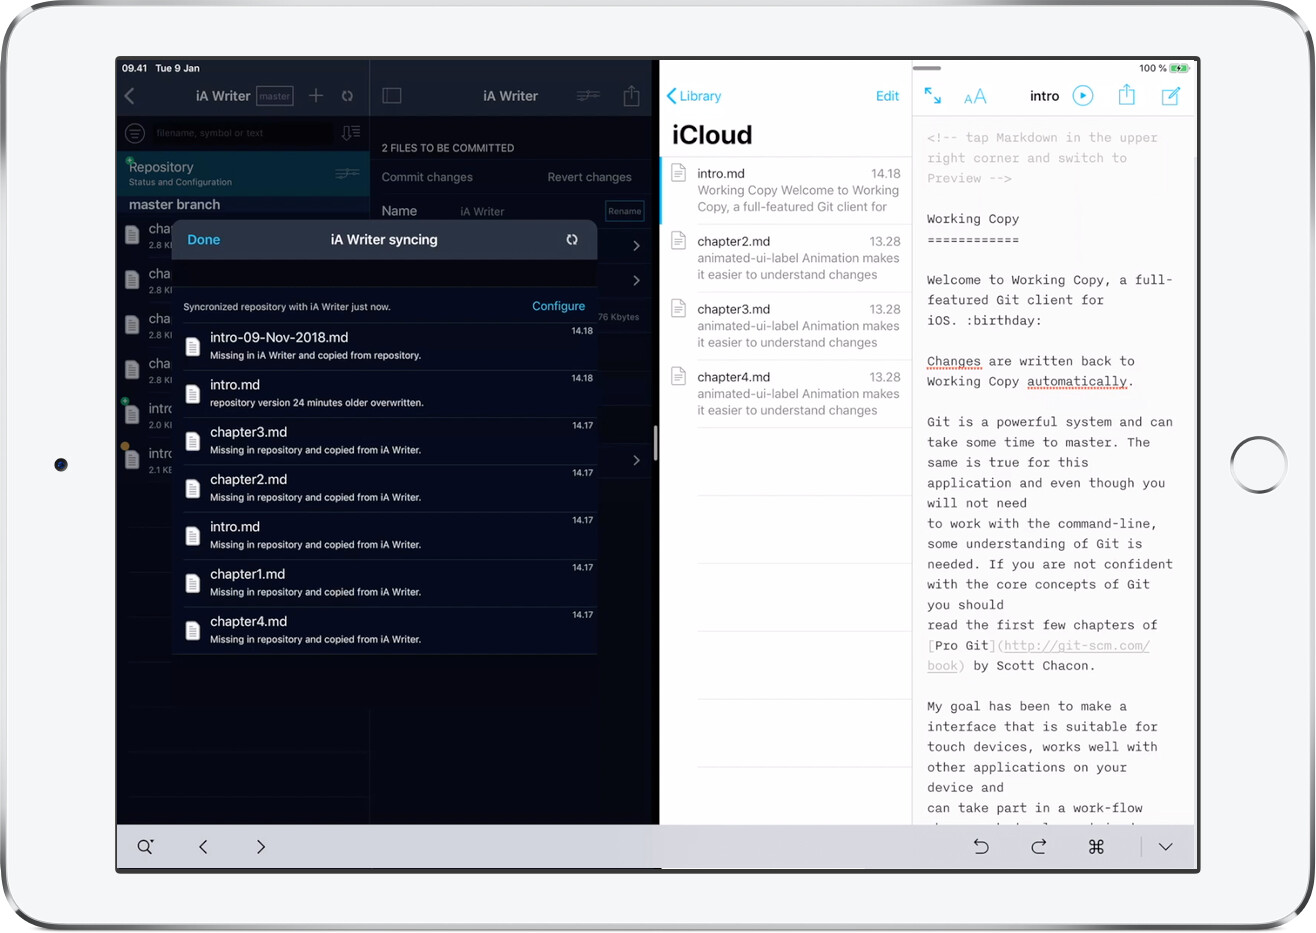 09.41 Tue 9 Jan
iA Writer master
filename, symbol or text
Repository
Status and Configuration
master branch
cha
2.8 K
cha
2.8 K
cha
2.8 K
cha
2.8 K
intro
2.0 K
intro
2.1 KE
iA Writer
2 FILES TO BE COMMITTED
Commit changes Revert changes
Name iA Writer Rename
76 Kbytes
Done iA Writer syncing
Syncronized repository with iA Writer just now. Configure
intro-09-Nov-2018.md 14.18
Missing in iA Writer and copied from repository.
intro.md 14.18
repository version 24 minutes older overwritten.
chapter3.md 14.17
Missing in repository and copied from iA Writer.
chapter2.md 14.17
Missing in repository and copied from iA Writer.
intro.md 14.17
Missing in repository and copied from iA Writer.
chapter1.md 14.17
Missing in repository and copied from iA Writer.
chapter4.md 14.17
Missing in repository and copied from iA Writer.
Library Edit
iCloud
intro.md 14.18
Working Copy Welcome to Working
Copy, a full-featured Git client for
chapter2.md 13.28
animated-ui-label Animation makes
it easier to understand changes
chapter3.md 13.28
animated-ui-label Animation makes
it easier to understand changes
chapter4.md 13.28
animated-ui-label Animation makes
it easier to understand changes
100 %
AA intro
<!-- tap Markdown in the upper
right corner and switch to
Preview -->
Working Copy
============
Welcome to Working Copy, a full-
featured Git client for
iOS. :birthday:
Changes are written back to
Working Copy automatically.
Git is a powerful system and can
take some time to master. The
same is true for this
application and even though you
will not need
to work with the command-line,
some understanding of Git is
needed. If you are not confident
with the core concepts of Git
you should
read the first few chapters of
[Pro Git](http://git-scm.com/
book) by Scott Chacon.
My goal has been to make a
interface that is suitable for
touch devices, works well with
other applications on your
device and
can take part in a work-flow